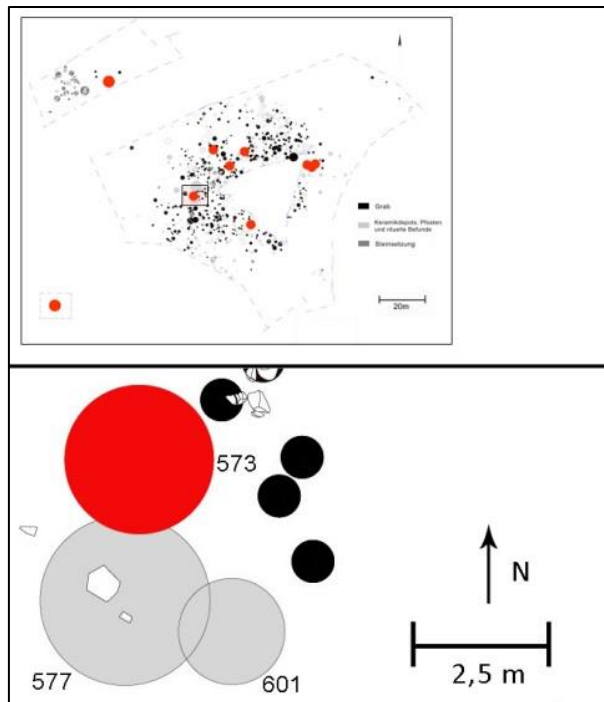 Grab
Keramikdepots, Pfosten
und rituelle Befunde
Steinsetzung
20m
573
N
2,5 m
577
601